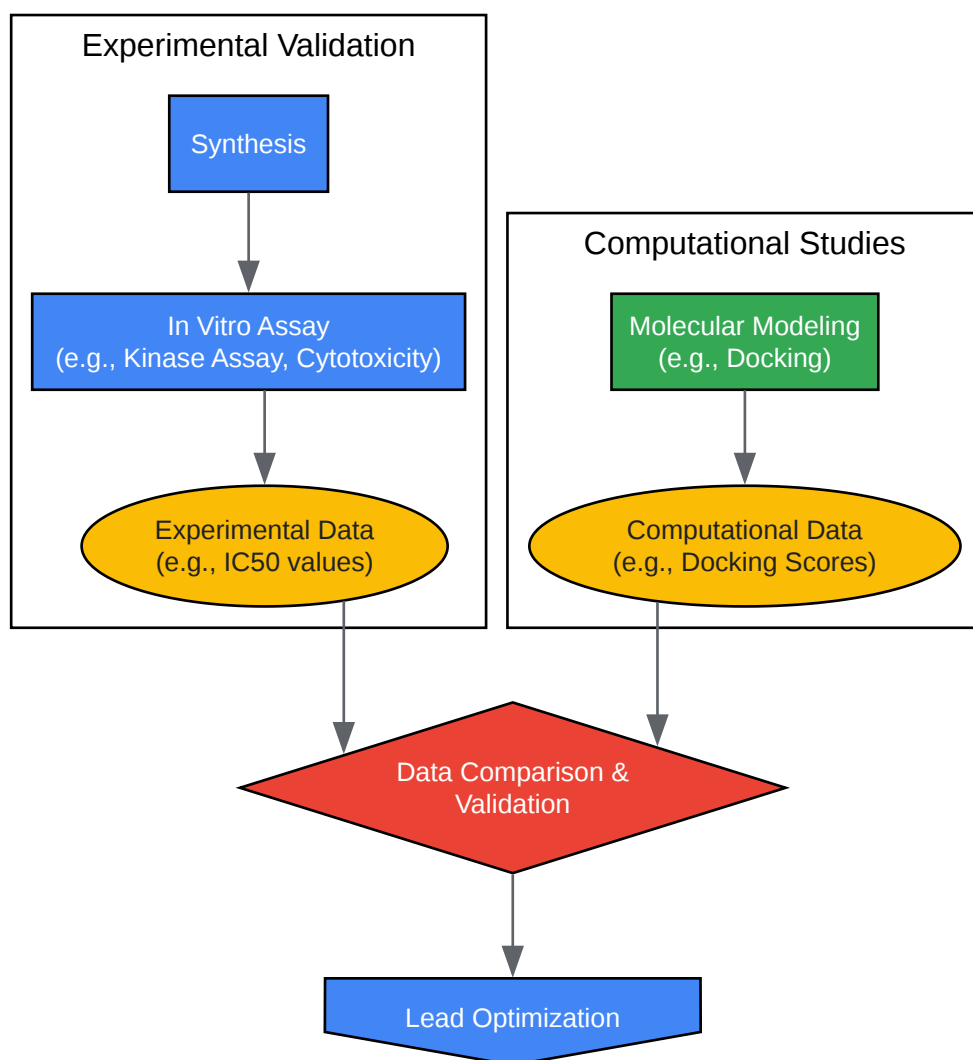 Experimental Validation
Synthesis
In Vitro Assay
(e.g., Kinase Assay, Cytotoxicity)
Experimental Data
(e.g., IC50 values)
Computational Studies
Molecular Modeling
(e.g., Docking)
Computational Data
(e.g., Docking Scores)
Data Comparison &
Validation
Lead Optimization